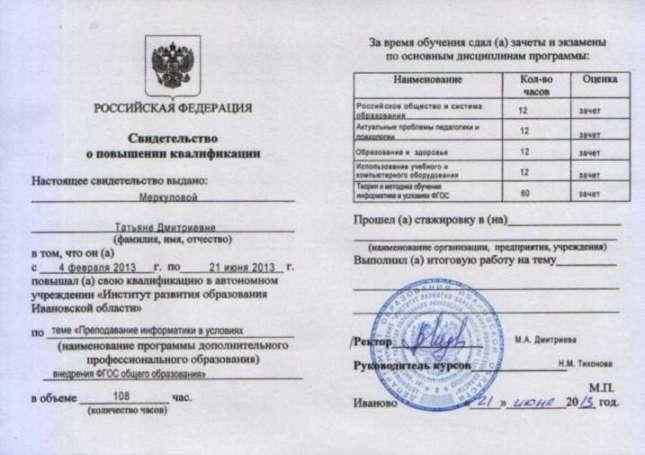 РОССИЙСКАЯ ФЕДЕРАЦИЯ
Свидетельство
о повышении квалификации
Настоящее свидетельство выдано:
Меркуловой
Татьяне Дмитриевне
(фамилия, имя, отчество)
в том, что он (а)
с 4 февраля 2013 г. по 21 июня 2013 г.
повышал (а) свою квалификацию в автономном
учреждении «Институт развития образования
Ивановской области»
по теме «Преподавание информатики в условиях
(наименование программы дополнительного
профессионального образования)
внедрения ФГОС общего образования»
в объеме 108 час.
(количество часов)
За время обучения сдал (а) зачеты и экзамены
по основным дисциплинам программы:
Наименование Кол-во часов Оценка
Российское общество и система
образования 12 зачет
Актуальные проблемы педагогики и
психологии 12 зачет
Образование и здоровье 12 зачет
Использование учебного и
компьютерного оборудования 12 зачет
Теория и методика обучения
информатике в условиях ФГОС 60 зачет
Прошел (а) стажировку в (на)
(наименование организации, предприятия, учреждения)
Выполнил (а) итоговую работу на тему
Ректор М.А. Дмитриева
Руководитель курсов Н.М. Тихонова
М.П.
Иваново « 21 » июня 2013 год.